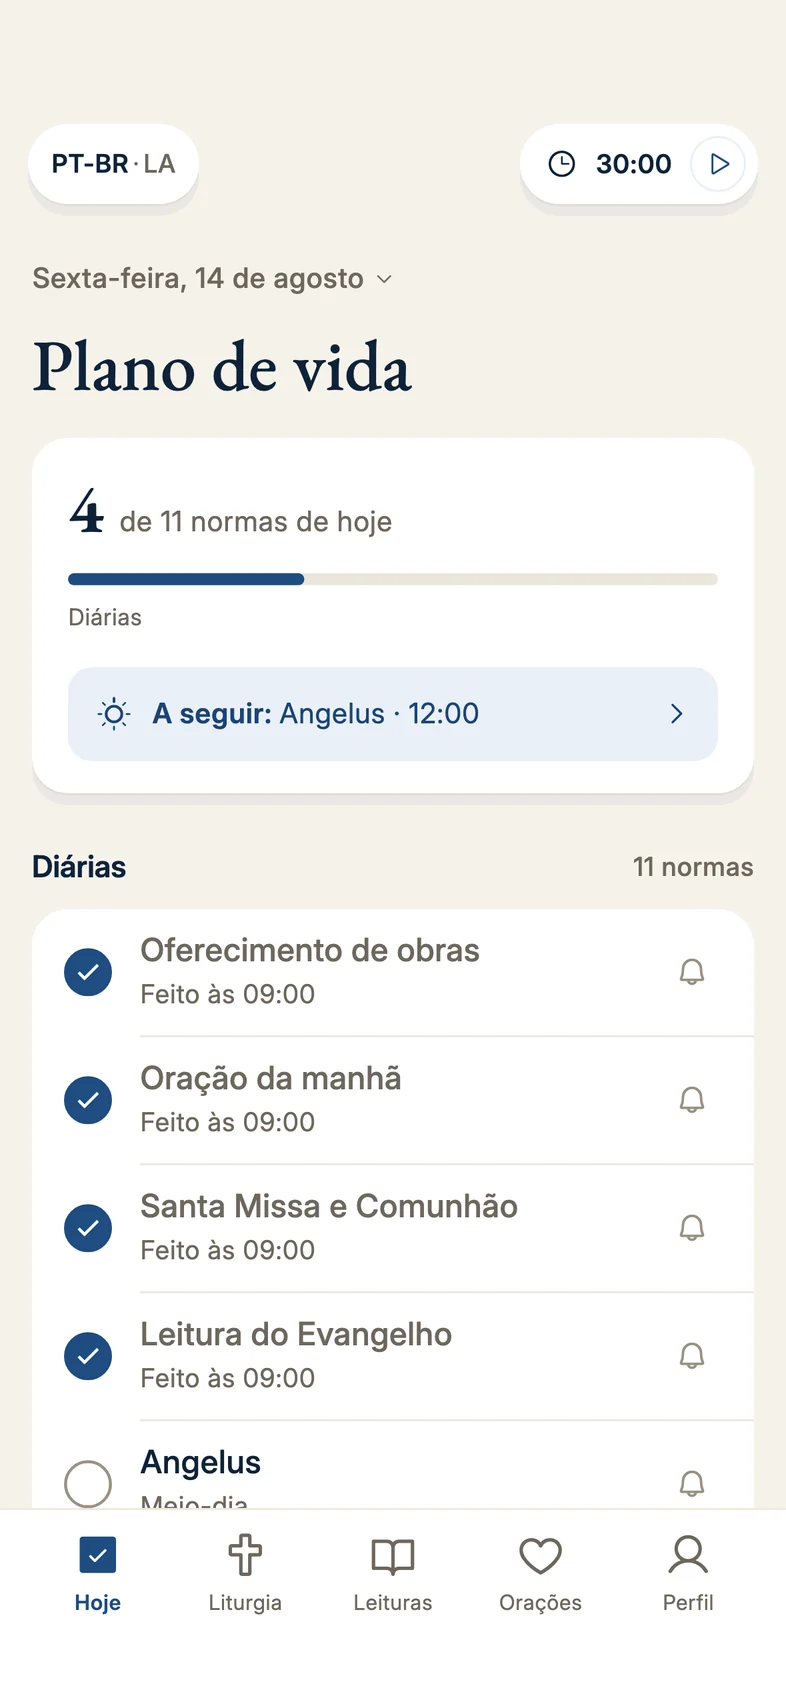 PT-BR · LA
30:00
Sexta-feira, 14 de agosto
Plano de vida
4 de 11 normas de hoje
Diárias
A seguir: Angelus · 12:00
Diárias
11 normas
Oferecimento de obras
Feito às 09:00
Oração da manhã
Feito às 09:00
Santa Missa e Comunhão
Feito às 09:00
Leitura do Evangelho
Feito às 09:00
Angelus
Meio-dia
Hoje
Liturgia
Leituras
Orações
Perfil